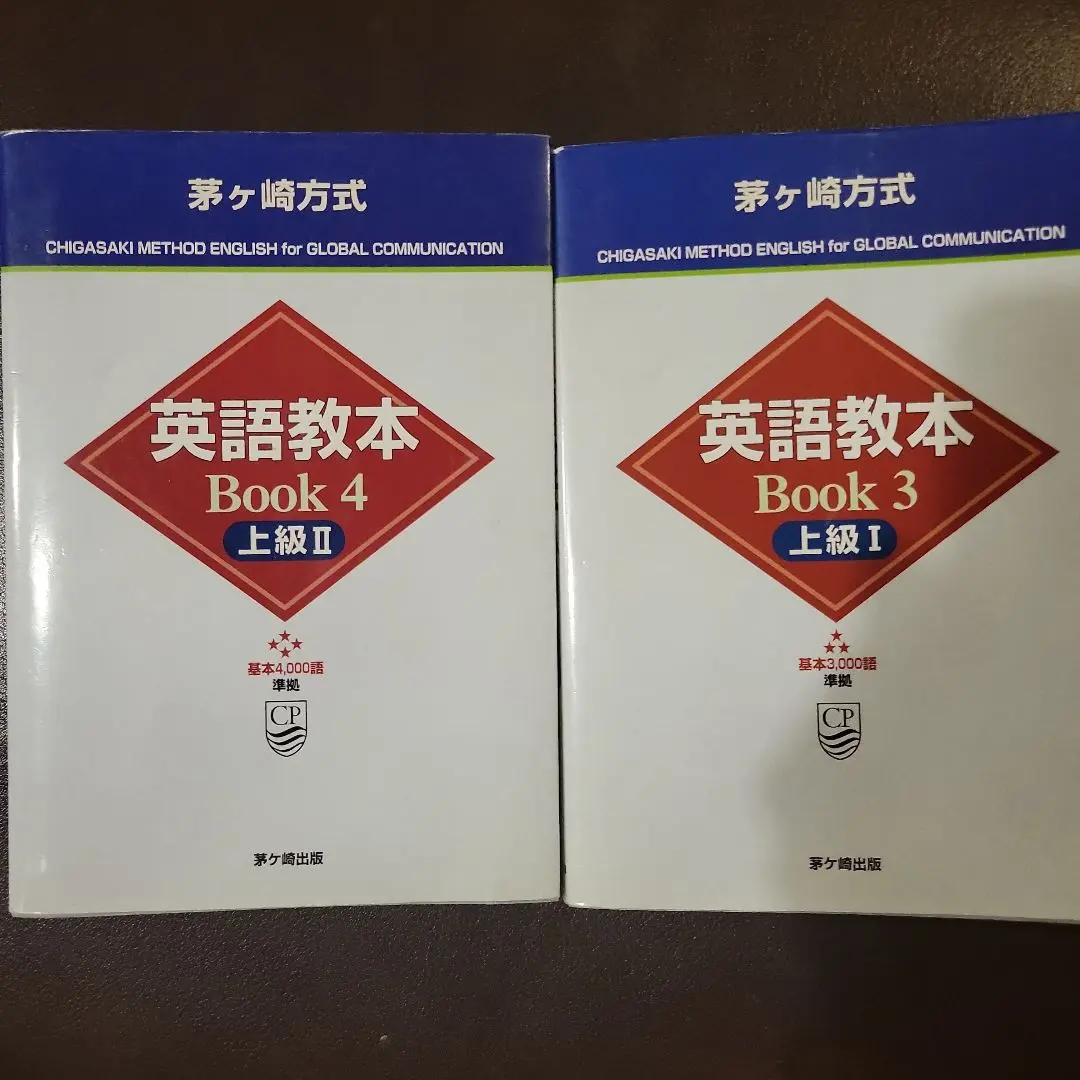 茅ヶ崎方式
CHIGASAKI METHOD ENGLISH for GLOBAL COMMUNICATION
英語教本
Book 4
上級Ⅱ
基本4,000語
準拠
CP
茅ケ崎出版
茅ヶ崎方式
CHIGASAKI METHOD ENGLISH for GLOBAL COMMUNICATION
英語教本
Book 3
上級Ⅰ
基本3,000語
準拠
CP
茅ケ崎出版